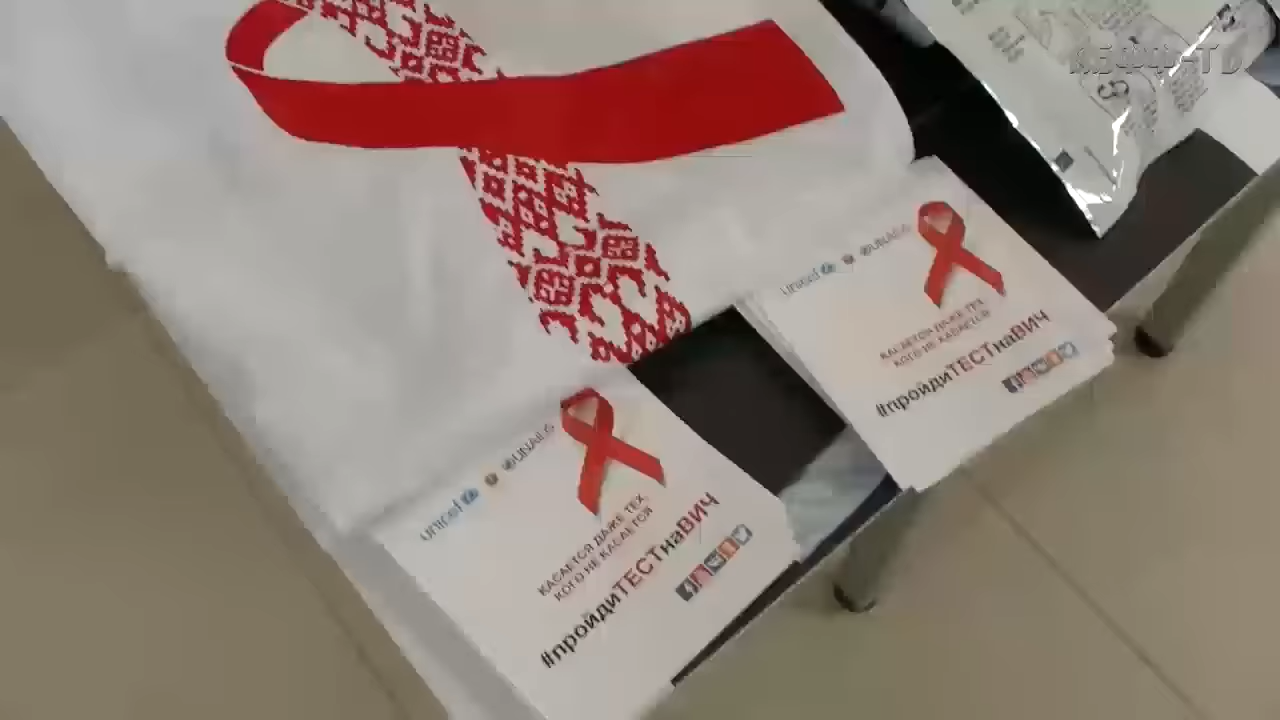 unicef UNAIDS
КАСАЕТСЯ ДАЖЕ ТЕХ,
КОГО НЕ КАСАЕТСЯ
#пройдиТЕСТнаВИЧ
unicef UNAIDS
КАСАЕТСЯ ДАЖЕ ТЕХ,
КОГО НЕ КАСАЕТСЯ
#пройдиТЕСТнаВИЧ